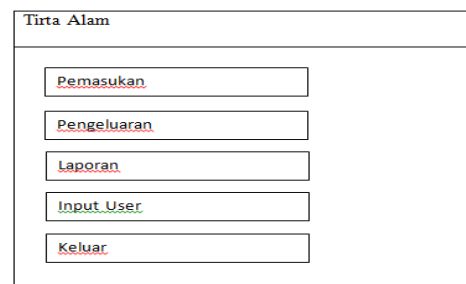 Tirta Alam
Pemasukan
Pengeluaran
Laporan
Input User
Keluar